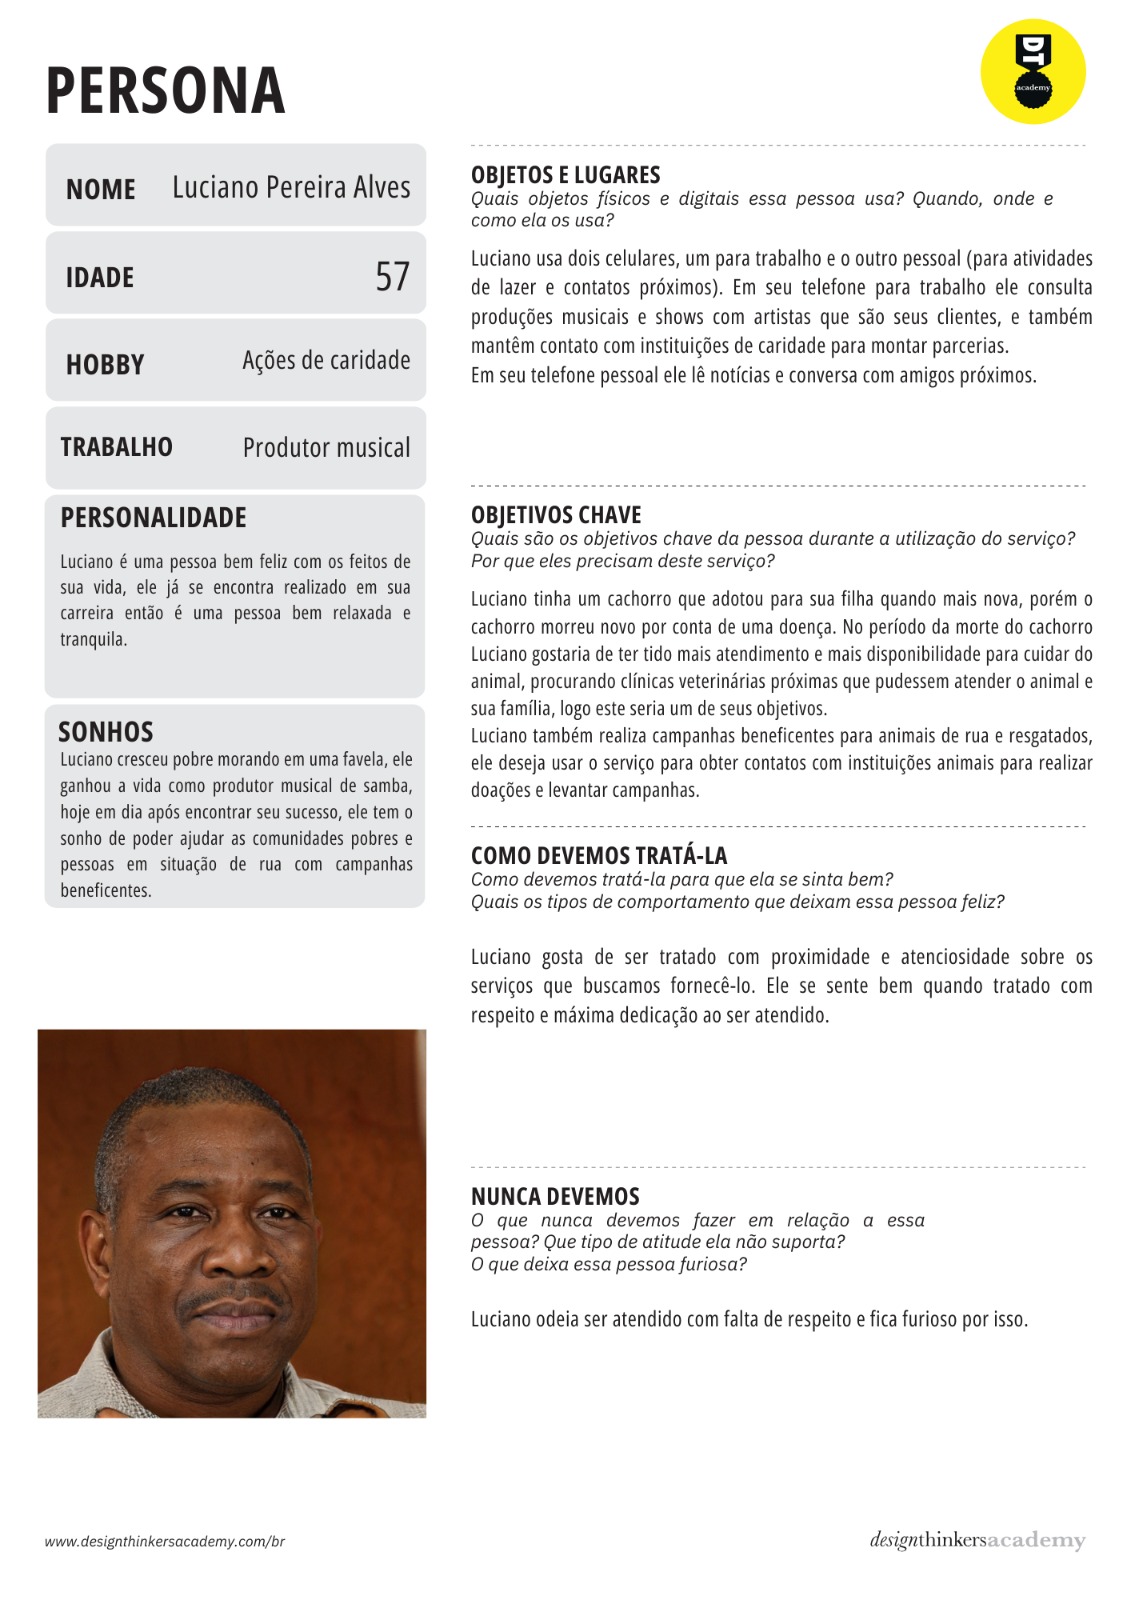 PERSONA
DT
academy
NOME Luciano Pereira Alves
IDADE 57
HOBBY Ações de caridade
TRABALHO Produtor musical
PERSONALIDADE
Luciano é uma pessoa bem feliz com os feitos de
sua vida, ele já se encontra realizado em sua
carreira então é uma pessoa bem relaxada e
tranquila.
SONHOS
Luciano cresceu pobre morando em uma favela, ele
ganhou a vida como produtor musical de samba,
hoje em dia após encontrar seu sucesso, ele tem o
sonho de poder ajudar as comunidades pobres e
pessoas em situação de rua com campanhas
beneficentes.
OBJETOS E LUGARES
Quais objetos físicos e digitais essa pessoa usa? Quando, onde e
como ela os usa?
Luciano usa dois celulares, um para trabalho e o outro pessoal (para atividades
de lazer e contatos próximos). Em seu telefone para trabalho ele consulta
produções musicais e shows com artistas que são seus clientes, e também
mantêm contato com instituições de caridade para montar parcerias.
Em seu telefone pessoal ele lê notícias e conversa com amigos próximos.
OBJETIVOS CHAVE
Quais são os objetivos chave da pessoa durante a utilização do serviço?
Por que eles precisam deste serviço?
Luciano tinha um cachorro que adotou para sua filha quando mais nova, porém o
cachorro morreu novo por conta de uma doença. No período da morte do cachorro
Luciano gostaria de ter tido mais atendimento e mais disponibilidade para cuidar do
animal, procurando clínicas veterinárias próximas que pudessem atender o animal e
sua família, logo este seria um de seus objetivos.
Luciano também realiza campanhas beneficentes para animais de rua e resgatados,
ele deseja usar o serviço para obter contatos com instituições animais para realizar
doações e levantar campanhas.
COMO DEVEMOS TRATÁ-LA
Como devemos tratá-la para que ela se sinta bem?
Quais os tipos de comportamento que deixam essa pessoa feliz?
Luciano gosta de ser tratado com proximidade e atenciosidade sobre os
serviços que buscamos fornecê-lo. Ele se sente bem quando tratado com
respeito e máxima dedicação ao ser atendido.
NUNCA DEVEMOS
O que nunca devemos fazer em relação a essa
pessoa? Que tipo de atitude ela não suporta?
O que deixa essa pessoa furiosa?
Luciano odeia ser atendido com falta de respeito e fica furioso por isso.
www.designthinkersacademy.com/br
designthinkersacademy